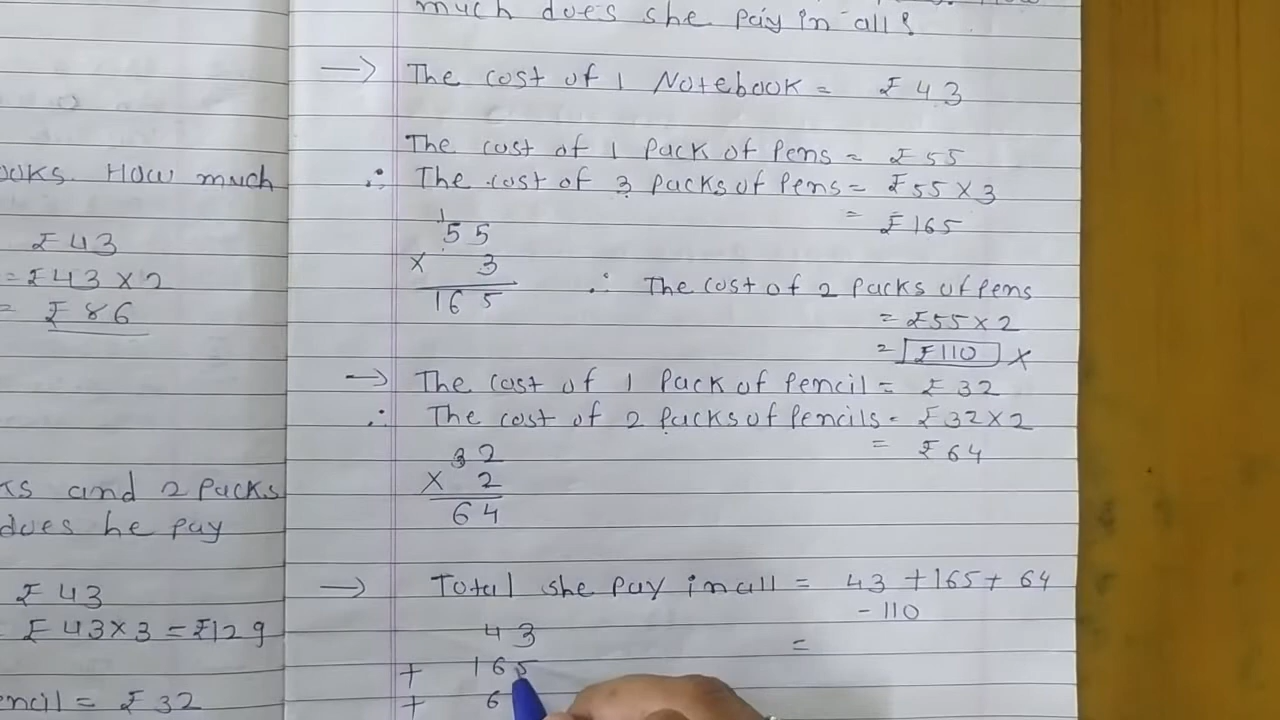 much does she pay in all?
→ The cost of 1 Notebook = ₹43
The cost of 1 Pack of Pens = ₹55
∴ The cost of 3 Packs of Pens = ₹55×3
= ₹165
1
55
× 3
165
∴ The cost of 2 Packs of Pens
= ₹55×2
= ₹110 ×
→ The cost of 1 Pack of Pencil = ₹32
∴ The cost of 2 Packs of Pencils = ₹32×2
= ₹64
32
× 2
64
→ Total she pay in all = 43 + 165 + 64
- 110
=
43
+ 165
+ 6
How much
₹43
= ₹43×2
= ₹86
and 2 Packs
does he pay
₹43
= ₹43×3 = ₹129
= ₹32